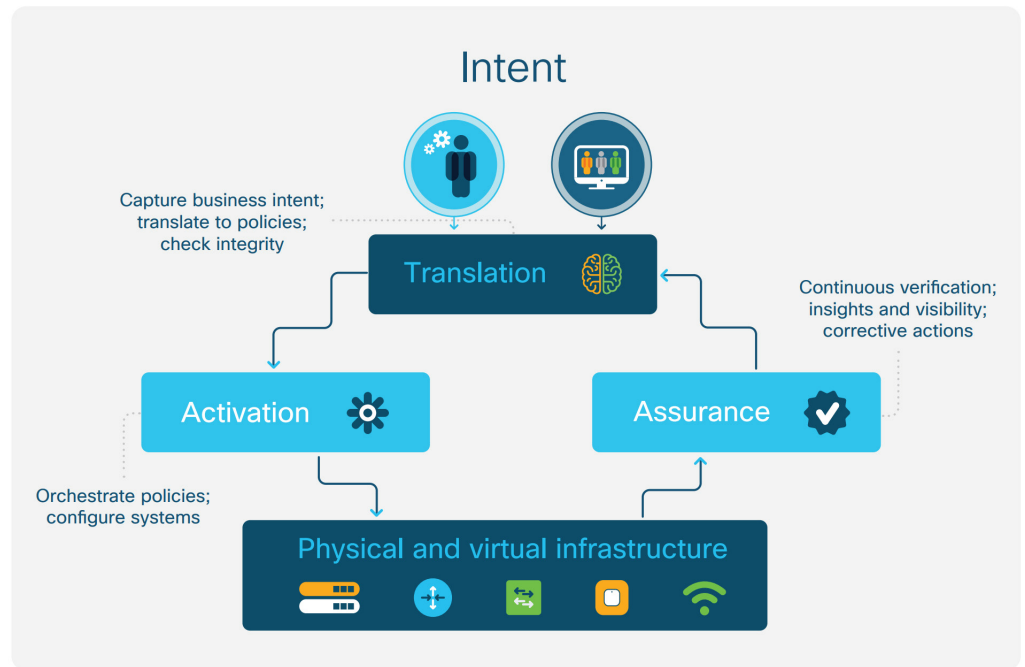 Intent
Capture business intent;
translate to policies;
check integrity
Translation
Continuous verification;
insights and visibility;
corrective actions
Activation
Assurance
Orchestrate policies;
configure systems
Physical and virtual infrastructure